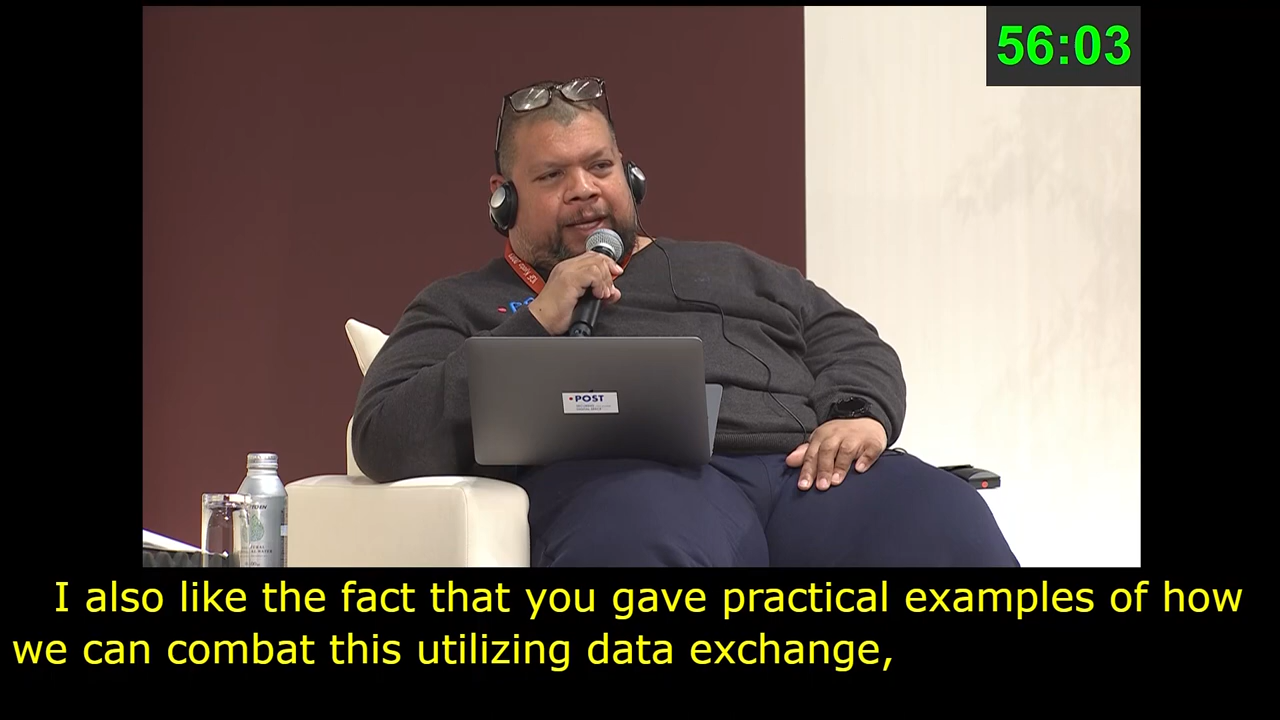 56:03
POST
I also like the fact that you gave practical examples of how
we can combat this utilizing data exchange,